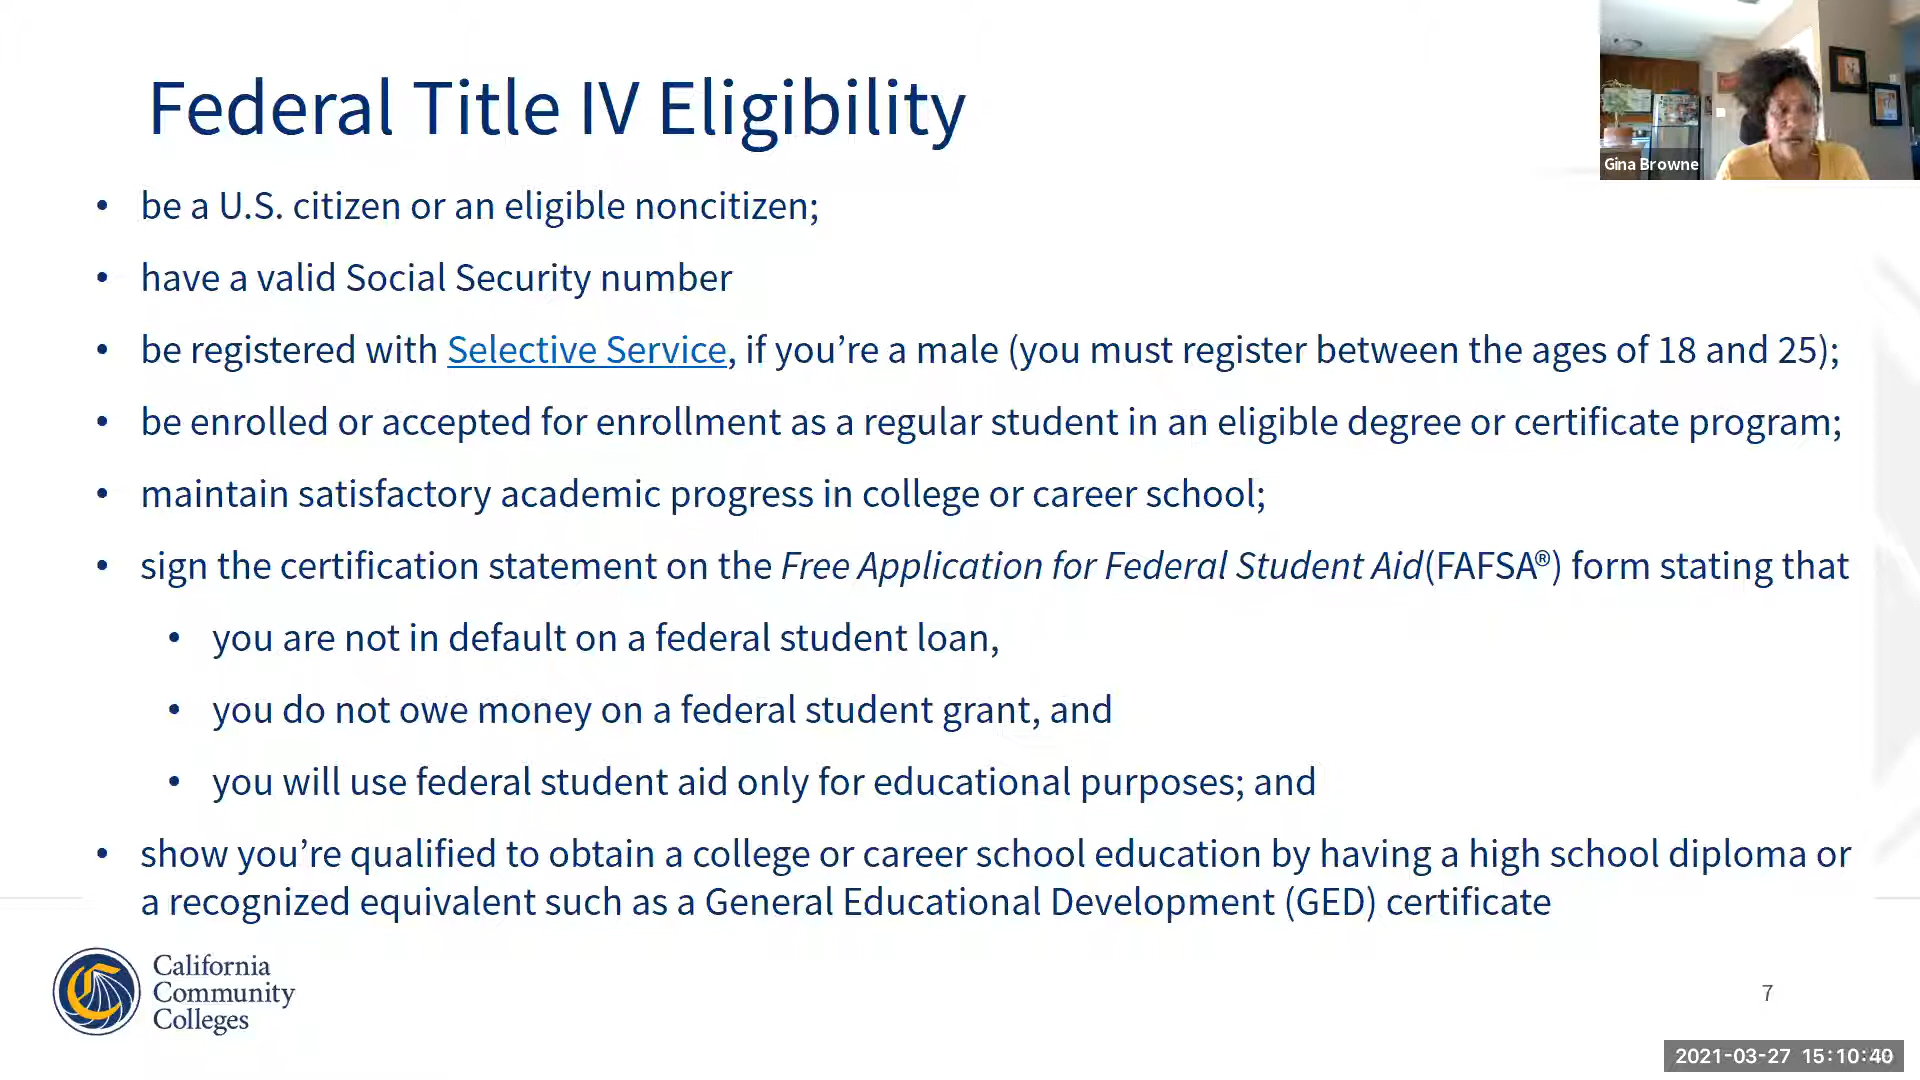 Federal Title IV Eligibility
Gina Browne
• be a U.S. citizen or an eligible noncitizen;
• have a valid Social Security number
• be registered with Selective Service, if you’re a male (you must register between the ages of 18 and 25);
• be enrolled or accepted for enrollment as a regular student in an eligible degree or certificate program;
• maintain satisfactory academic progress in college or career school;
• sign the certification statement on the Free Application for Federal Student Aid(FAFSA®) form stating that
• you are not in default on a federal student loan,
• you do not owe money on a federal student grant, and
• you will use federal student aid only for educational purposes; and
• show you’re qualified to obtain a college or career school education by having a high school diploma or
a recognized equivalent such as a General Educational Development (GED) certificate
California
Community
Colleges
7
2021-03-27 15:10:40